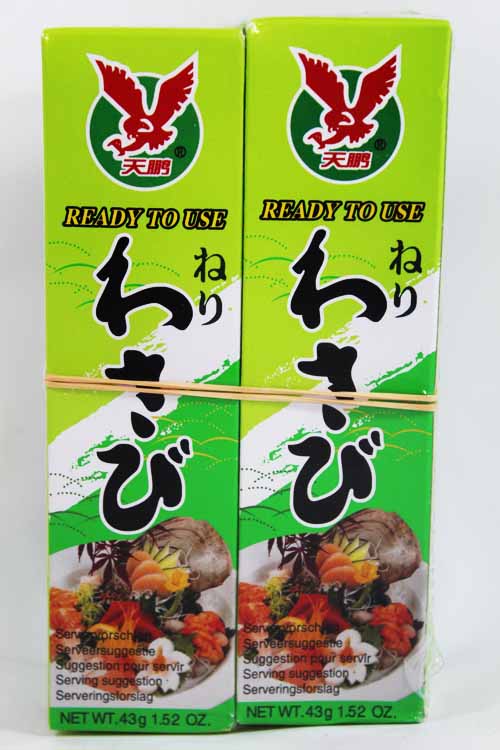 天鹏®
READY TO USE
ねり
わさび
Serviervorschlag
Serveersuggestie
Suggestion pour servir
Serving suggestion
Serveringsforslag
NET WT. 43g 1.52 OZ.
天鹏®
READY TO USE
ねり
わさび
Serviervorschlag
Serveersuggestie
Suggestion pour servir
Serving suggestion
Serveringsforslag
NET WT. 43g 1.52 OZ.